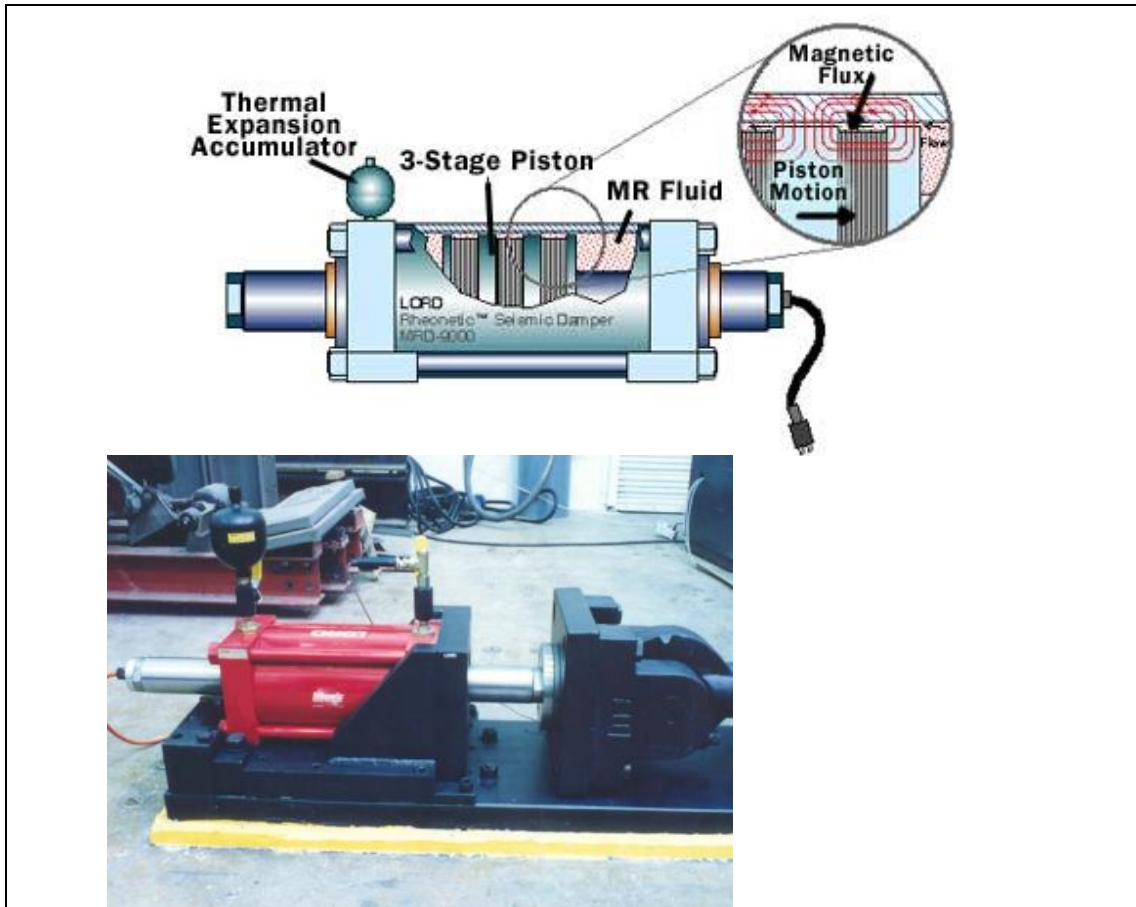 Magnetic
Flux
Thermal
Expansion
Accumulator
3-Stage Piston
MR Fluid
Flow
Piston
Motion
LORD
Rheonetic™ Seismic Damper
MRD-9000
LORD